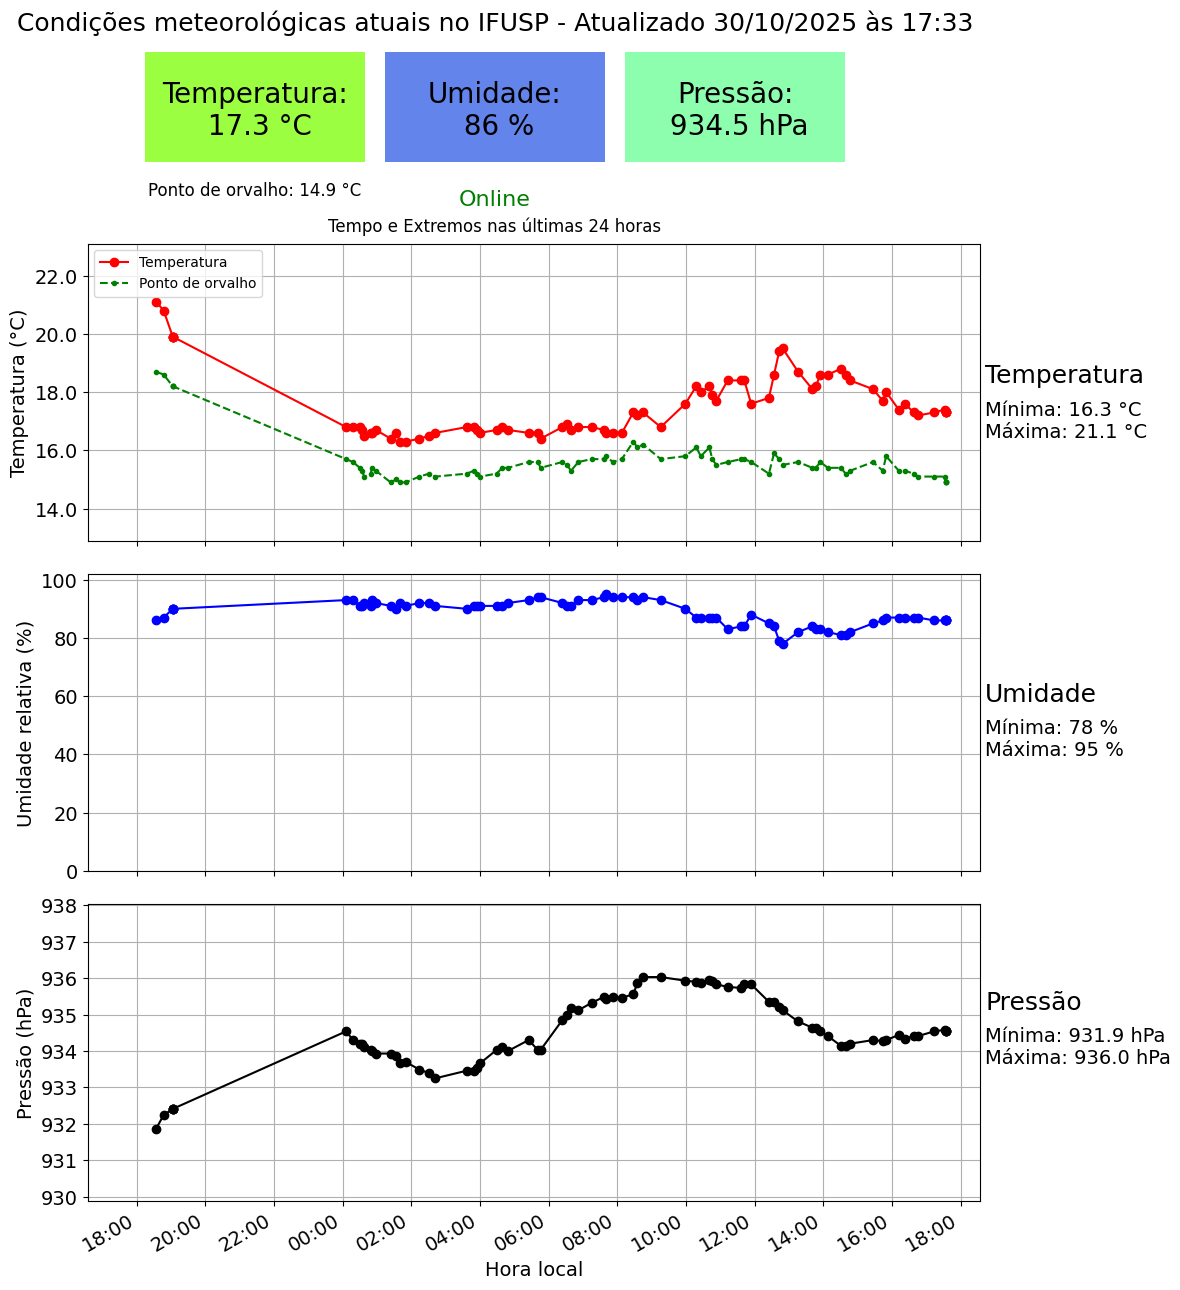 Condições meteorológicas atuais no IFUSP - Atualizado 30/10/2025 às 17:33
Temperatura:
17.3 °C
Umidade:
86 %
Pressão:
934.5 hPa
Ponto de orvalho: 14.9 °C
Online
Tempo e Extremos nas últimas 24 horas
Temperatura
Ponto de orvalho
Temperatura (°C)
22.0
20.0
18.0
16.0
14.0
Temperatura
Mínima: 16.3 °C
Máxima: 21.1 °C
Umidade relativa (%)
100
80
60
40
20
0
Umidade
Mínima: 78 %
Máxima: 95 %
Pressão (hPa)
938
937
936
935
934
933
932
931
930
Pressão
Mínima: 931.9 hPa
Máxima: 936.0 hPa
18:00
20:00
22:00
00:00
02:00
04:00
06:00
08:00
10:00
12:00
14:00
16:00
18:00
Hora local